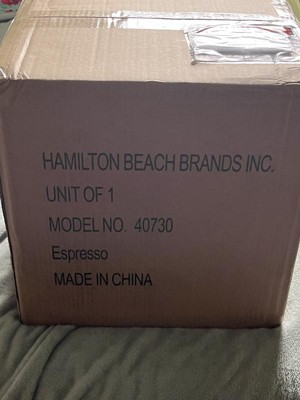 HAMILTON BEACH BRANDS INC.
UNIT OF 1
MODEL NO. 40730
Espresso
MADE IN CHINA